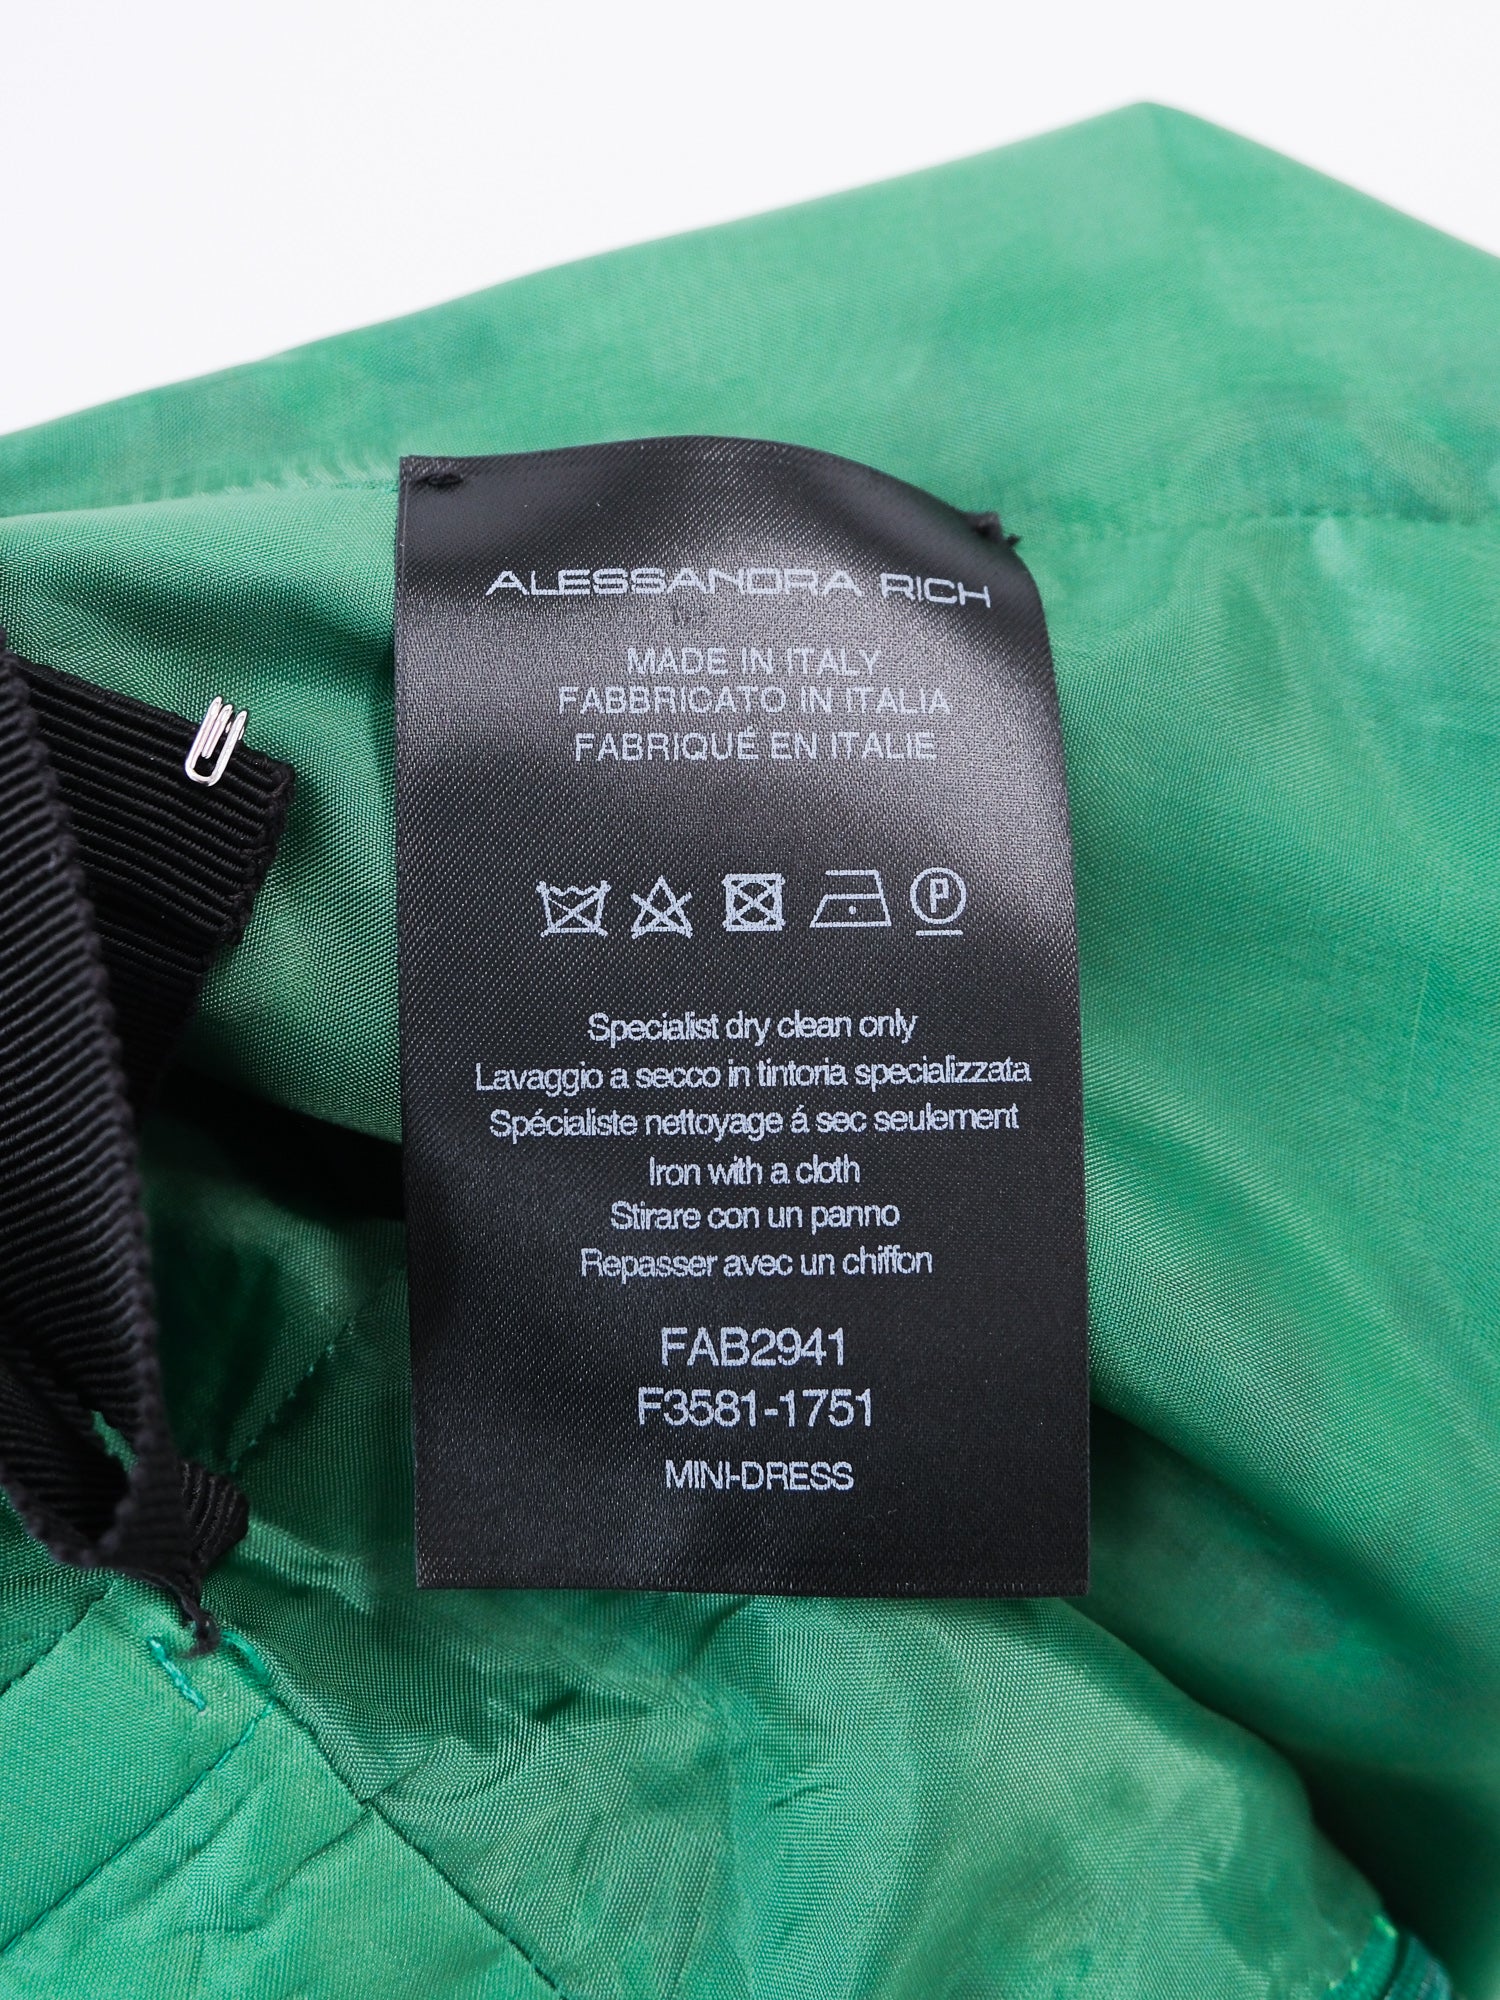 ALESSANDRA RICH
MADE IN ITALY
FABBRICATO IN ITALIA
FABRIQUÉ EN ITALIE
P
Specialist dry clean only
Lavaggio a secco in tintoria specializzata
Spécialiste nettoyage á sec seulement
Iron with a cloth
Stirare con un panno
Repasser avec un chiffon
FAB2941
F3581-1751
MINI-DRESS